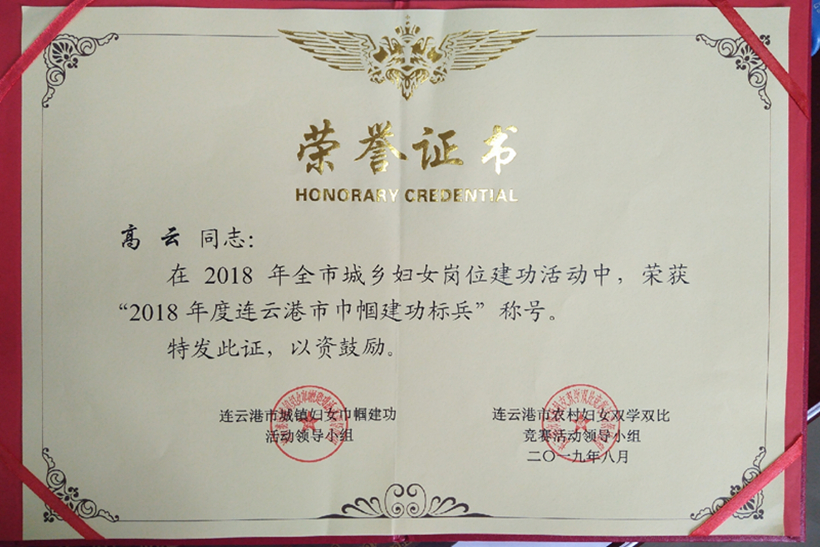 荣誉证书
HONORARY CREDENTIAL
高云 同志：
在 2018 年全市城乡妇女岗位建功活动中，荣获
“2018 年度连云港市巾帼建功标兵”称号。
特发此证，以资鼓励。
连云港市城镇妇女巾帼建功
活动领导小组
连云港市农村妇女双学双比
竞赛活动领导小组
二〇一九年八月